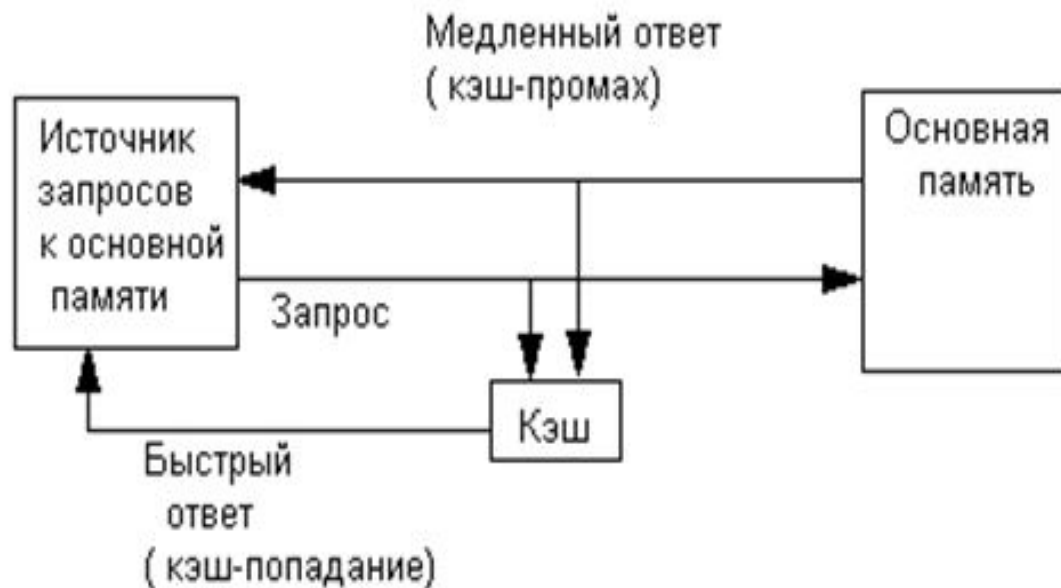 Медленный ответ
( кэш-промах)
Источник
запросов
к основной
памяти
Основная
память
Запрос
Кэш
Быстрый
ответ
( кэш-попадание)